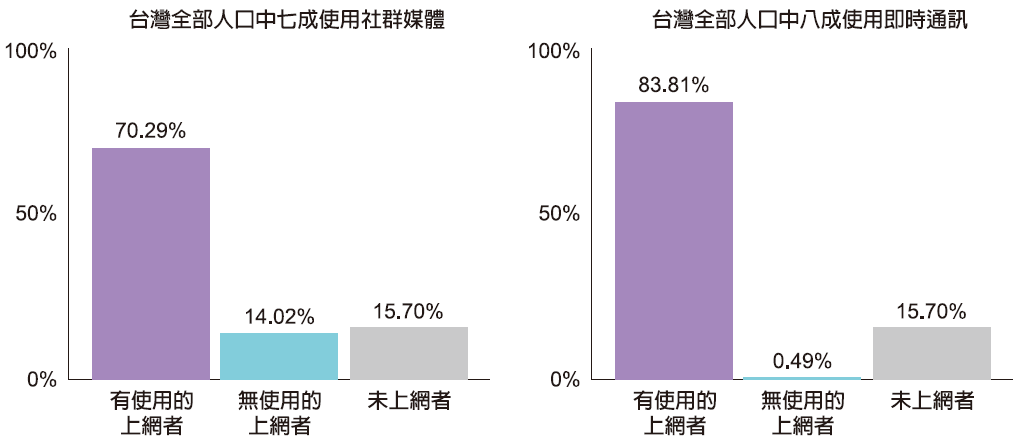 台灣全部人口中七成使用社群媒體
100%
50%
0%
70.29%
14.02%
15.70%
有使用的
上網者
無使用的
上網者
未上網者
台灣全部人口中八成使用即時通訊
100%
50%
0%
83.81%
0.49%
15.70%
有使用的
上網者
無使用的
上網者
未上網者